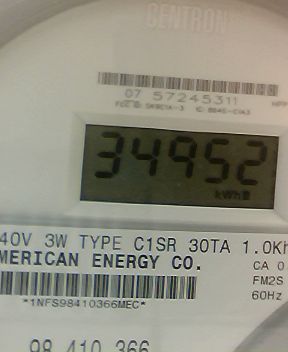 CENTRON
07 57245311
34952
kWh
40V 3W TYPE C1SR 30TA 1.0Kh
MERICAN ENERGY CO.
CA 0
FM2S
*1NFS98410366MEC*
60Hz
98 410 366